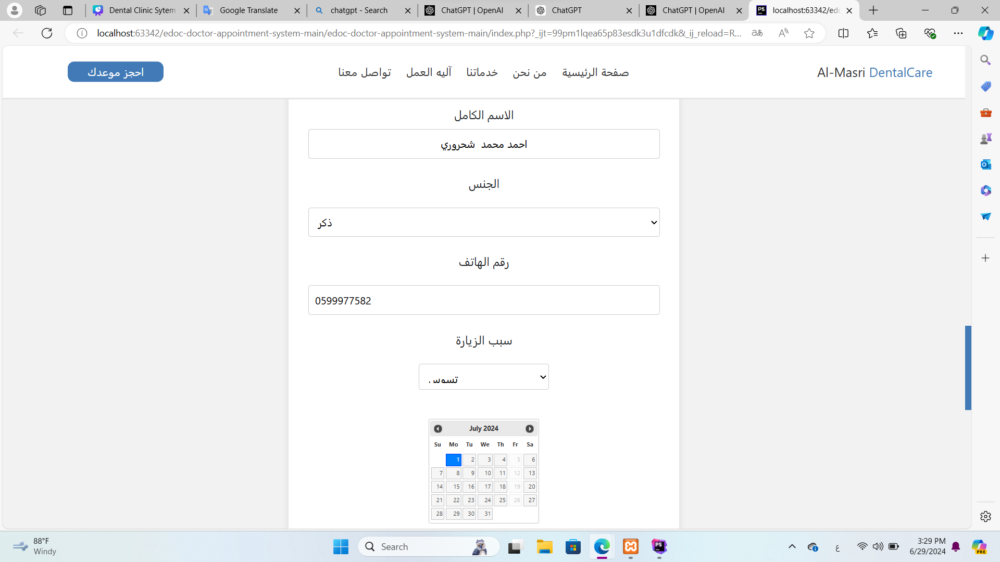 Dental Clinic Sytem
Google Translate
chatgpt - Search
ChatGPT | OpenAI
ChatGPT
ChatGPT | OpenAI
PS
localhost:63342/edc
localhost:63342/edoc-doctor-appointment-system-main/edoc-doctor-appointment-system-main/index.php?_ijt=99pm1lqea65p83esdk3u1dfcdk&_ij_reload=R...
Al-Masri DentalCare
صفحة الرئيسية
من نحن
خدماتنا
آليه العمل
تواصل معنا
احجز موعدك
الاسم الكامل
احمد محمد شحروري
الجنس
ذكر
رقم الهاتف
0599977582
سبب الزيارة
تسوس
July 2024
Su Mo Tu We Th Fr Sa
1 2 3 4 5 6
7 8 9 10 11 12 13
14 15 16 17 18 19 20
21 22 23 24 25 26 27
28 29 30 31
88°F
Windy
Search
PS
ع
3:29 PM
6/29/2024
PRE